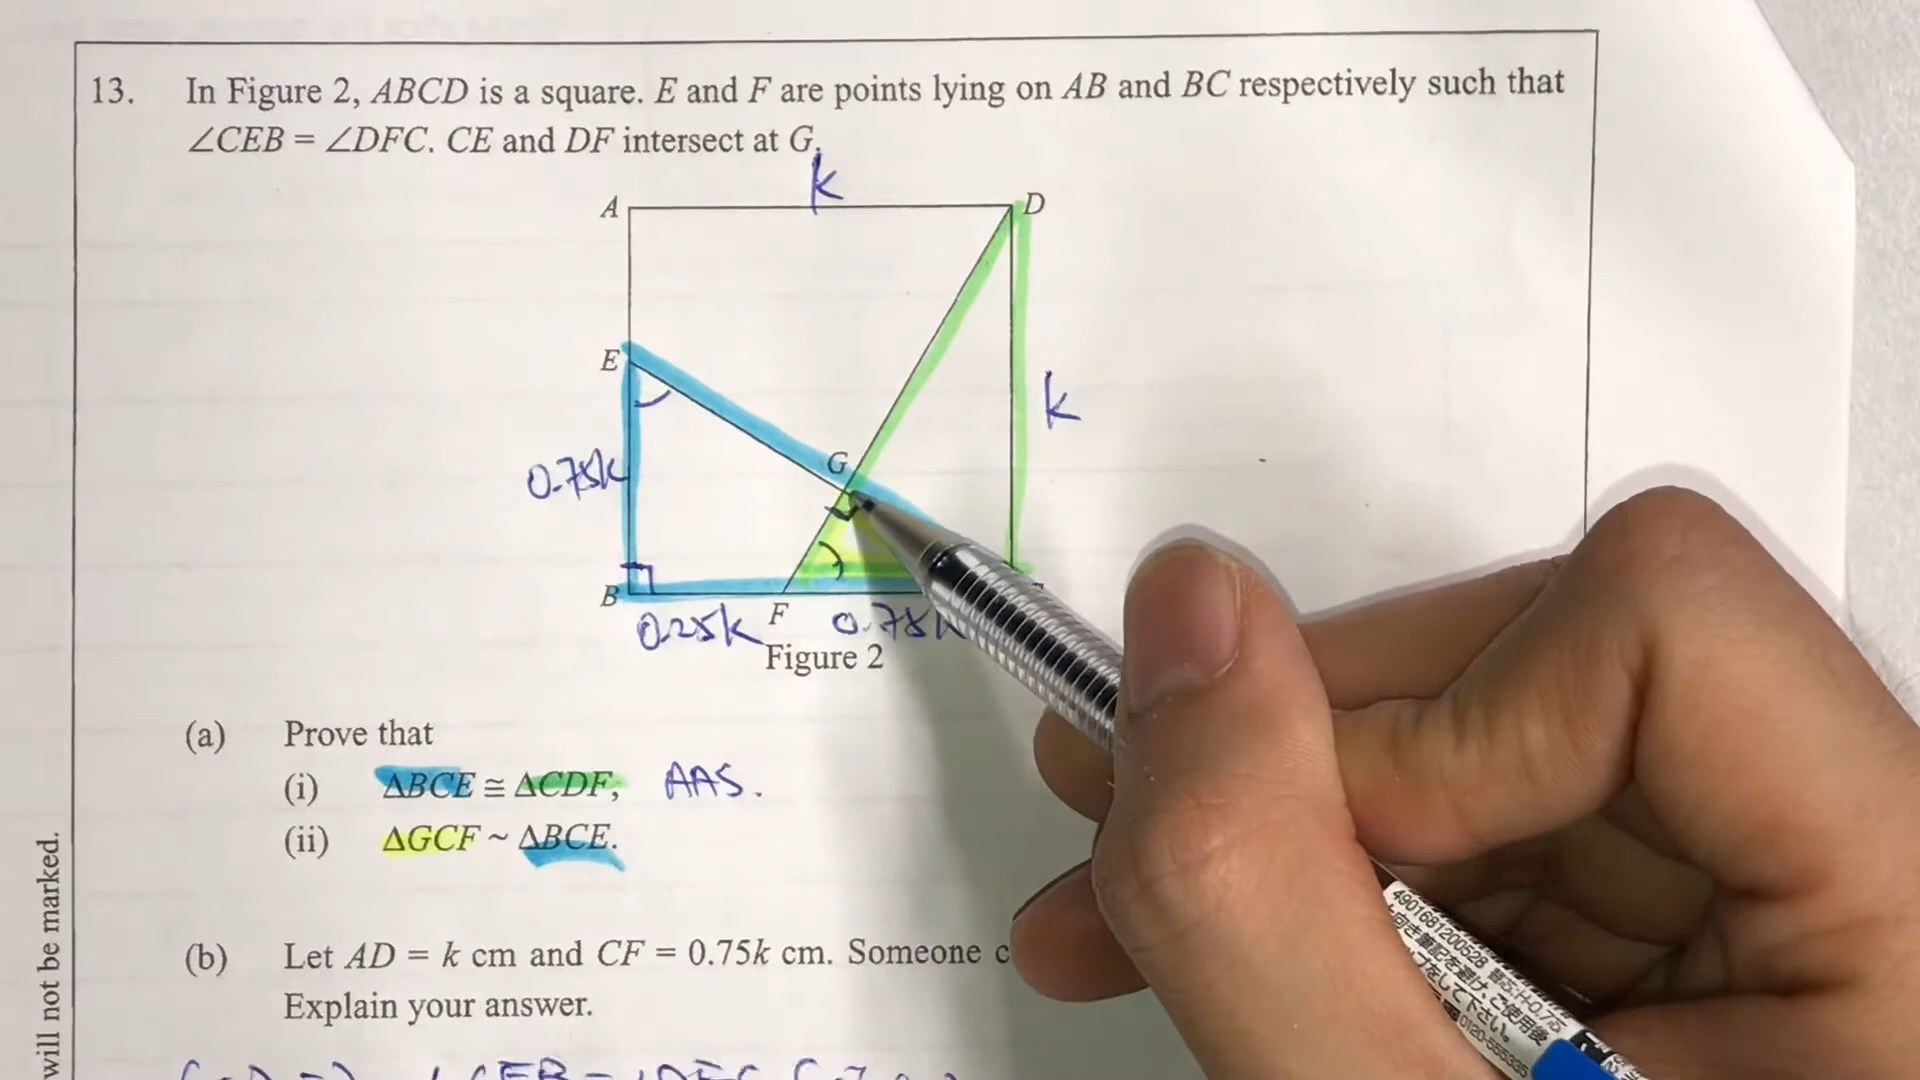 13. In Figure 2, ABCD is a square. E and F are points lying on AB and BC respectively such that
∠CEB = ∠DFC. CE and DF intersect at G.
k
A
D
E
k
G
0.75k
B
F
0.25k
0.75k
Figure 2
(a) Prove that
(i) ΔBCE ≅ ΔCDF, AAS.
(ii) ΔGCF ~ ΔBCE.
(b) Let AD = k cm and CF = 0.75k cm. Someone c
Explain your answer.
will not be marked.
4901681200528
0120-555335